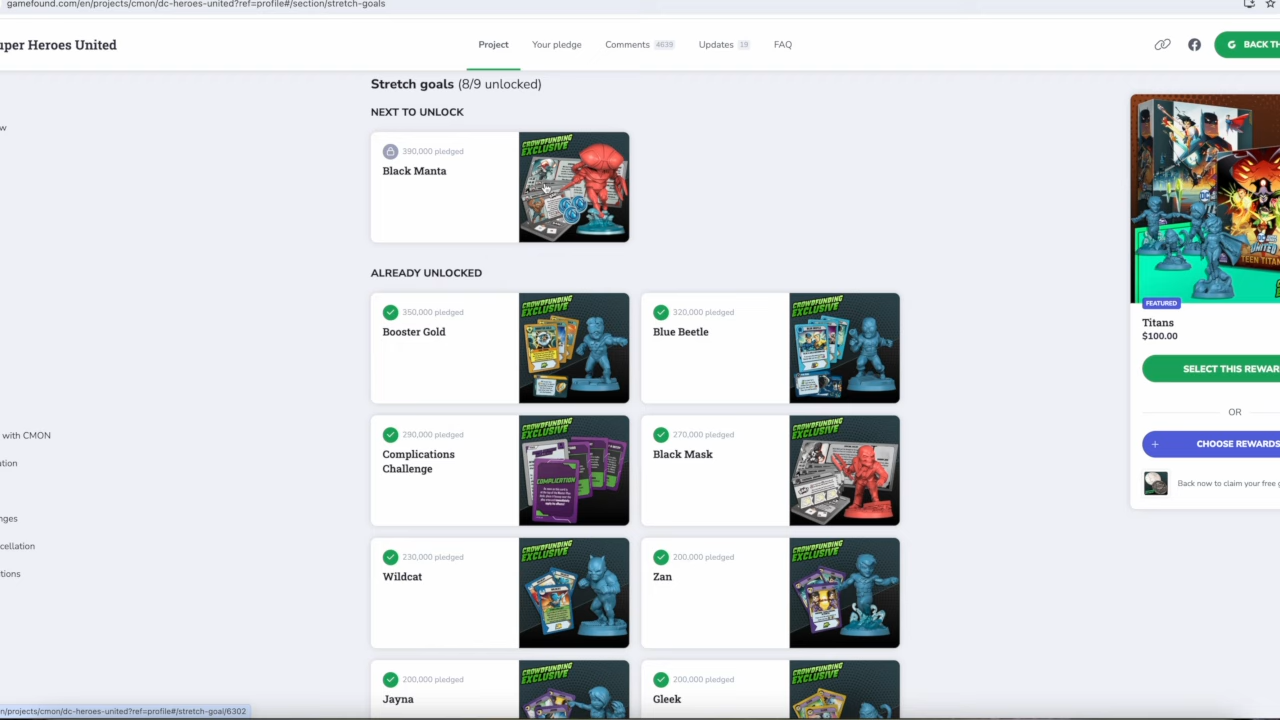 gamefound.com/en/projects/cmon/dc-heroes-united?ref=profile#/section/stretch-goals
uper Heroes United
Project
Your pledge
Comments 4639
Updates 19
FAQ
BACK TH
Stretch goals (8/9 unlocked)
NEXT TO UNLOCK
390,000 pledged
Black Manta
CROWDFUNDING
EXCLUSIVE
ALREADY UNLOCKED
350,000 pledged
Booster Gold
CROWDFUNDING
EXCLUSIVE
320,000 pledged
Blue Beetle
CROWDFUNDING
EXCLUSIVE
290,000 pledged
Complications
Challenge
CROWDFUNDING
EXCLUSIVE
COMPLICATION
270,000 pledged
Black Mask
CROWDFUNDING
EXCLUSIVE
230,000 pledged
Wildcat
CROWDFUNDING
EXCLUSIVE
200,000 pledged
Zan
CROWDFUNDING
EXCLUSIVE
200,000 pledged
Jayna
CROWDFUNDING
EXCLUSIVE
200,000 pledged
Gleek
CROWDFUNDING
EXCLUSIVE
w
with CMON
ation
nges
cellation
tions
UNITED
TEEN TITAN
FEATURED
Titans
$100.00
SELECT THIS REWAR
OR
+ CHOOSE REWARDS
Back now to claim your free g
n/projects/cmon/dc-heroes-united?ref=profile#/stretch-goal/6302